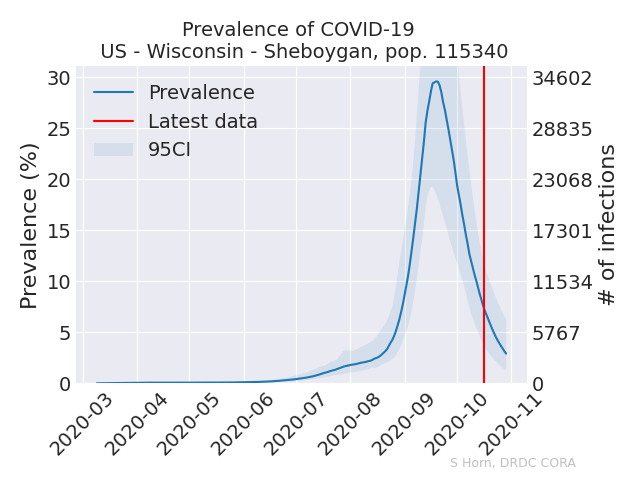 Prevalence of COVID-19
US - Wisconsin - Sheboygan, pop. 115340
Prevalence (%)
30
25
20
15
10
5
0
Prevalence
Latest data
95CI
34602
28835
23068
17301
11534
5767
0
# of infections
2020-03
2020-04
2020-05
2020-06
2020-07
2020-08
2020-09
2020-10
2020-11
S Horn, DRDC CORA